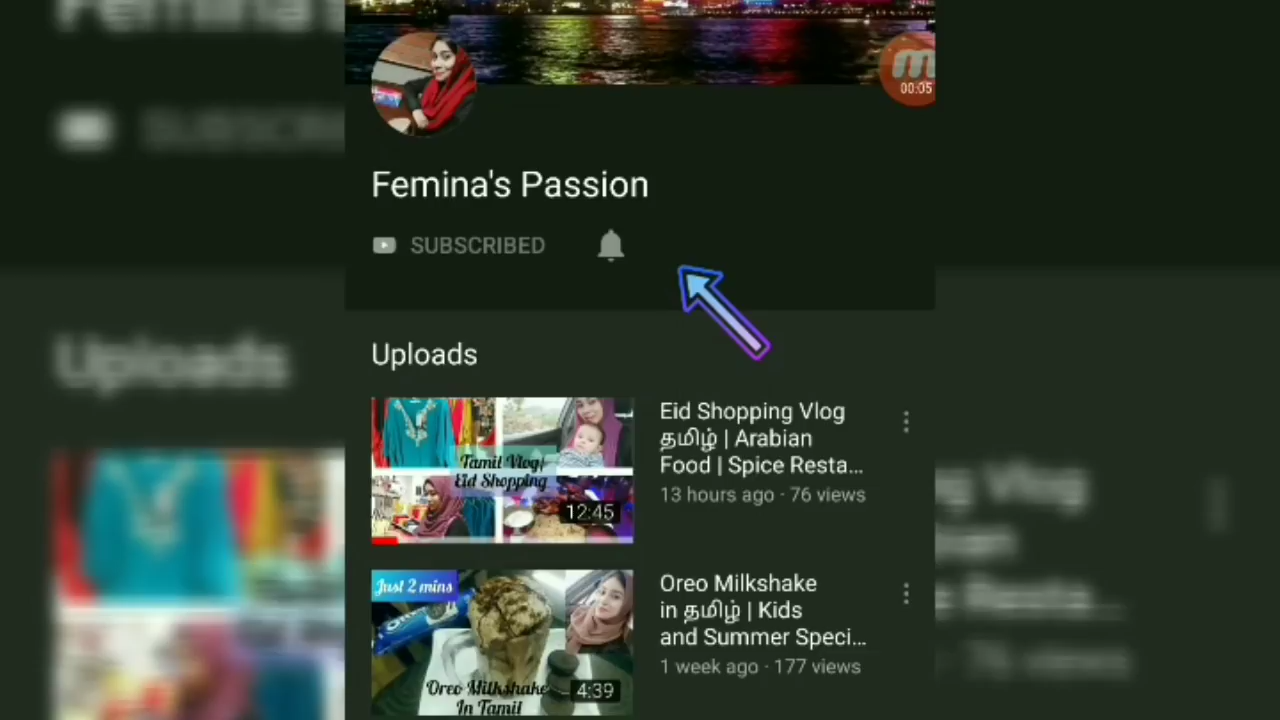 m
00:05
Femina's Passion
SUBSCRIBED
Uploads
Tamil Vlog/
Eid Shopping
12:45
Eid Shopping Vlog
தமிழ் | Arabian
Food | Spice Resta...
13 hours ago · 76 views
Just 2 mins
Oreo Milkshake
In Tamil
4:39
Oreo Milkshake
in தமிழ் | Kids
and Summer Speci...
1 week ago · 177 views